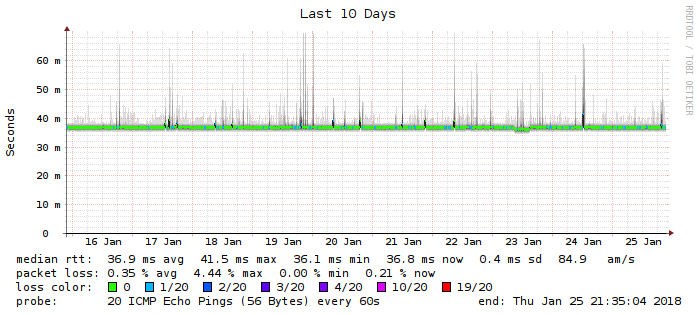 Last 10 Days
RRDTOOL / TOBI OETIKER
Seconds
60 m
50 m
40 m
30 m
20 m
10 m
0
16 Jan 17 Jan 18 Jan 19 Jan 20 Jan 21 Jan 22 Jan 23 Jan 24 Jan 25 Jan
median rtt: 36.9 ms avg 41.5 ms max 36.1 ms min 36.8 ms now 0.4 ms sd 84.9 am/s
packet loss: 0.35 % avg 4.44 % max 0.00 % min 0.21 % now
loss color: 0 1/20 2/20 3/20 4/20 10/20 19/20
probe: 20 ICMP Echo Pings (56 Bytes) every 60s end: Thu Jan 25 21:35:04 2018